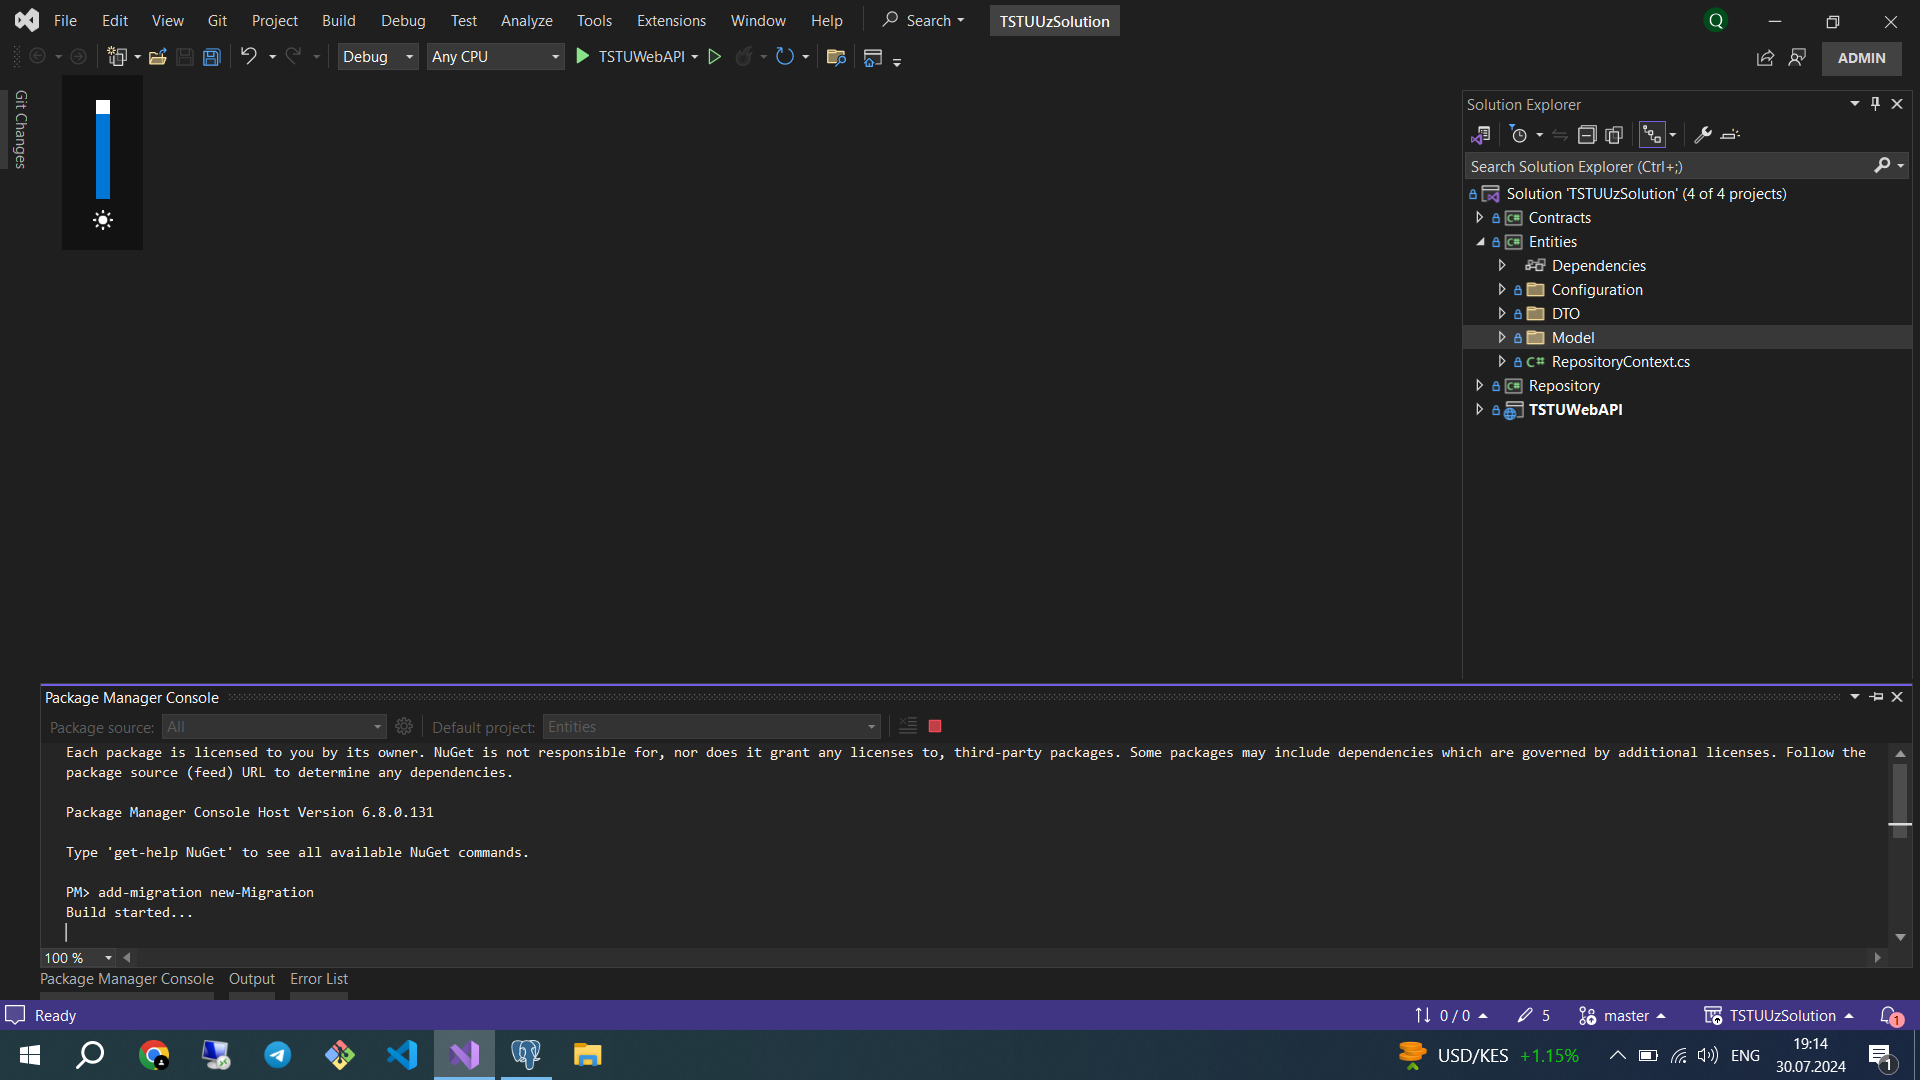 File Edit View Git Project Build Debug Test Analyze Tools Extensions Window Help Search TSTUUzSolution Q
Debug Any CPU TSTUWebAPI ADMIN
Git Changes
Solution Explorer
Search Solution Explorer (Ctrl+;)
Solution 'TSTUUzSolution' (4 of 4 projects)
C# Contracts
C# Entities
Dependencies
Configuration
DTO
Model
C# RepositoryContext.cs
C# Repository
TSTUWebAPI
Package Manager Console
Package source: All Default project: Entities
Each package is licensed to you by its owner. NuGet is not responsible for, nor does it grant any licenses to, third-party packages. Some packages may include dependencies which are governed by additional licenses. Follow the
package source (feed) URL to determine any dependencies.
Package Manager Console Host Version 6.8.0.131
Type 'get-help NuGet' to see all available NuGet commands.
PM> add-migration new-Migration
Build started...
100 %
Package Manager Console Output Error List
Ready 0 / 0 5 master TSTUUzSolution 1
USD/KES +1.15% ENG 19:14
30.07.2024 1